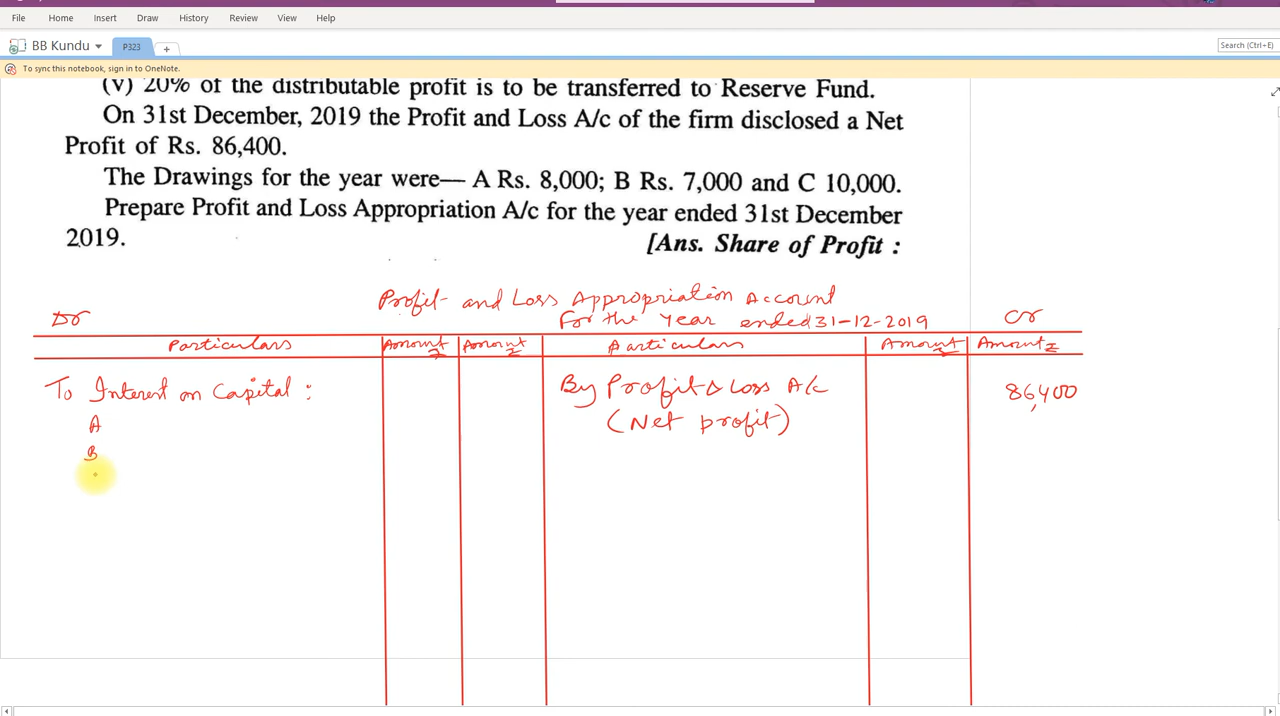 File Home Insert Draw History Review View Help
BB Kundu P323 + Search (Ctrl+E)
To sync this notebook, sign in to OneNote.
(v) 20% of the distributable profit is to be transferred to Reserve Fund.
On 31st December, 2019 the Profit and Loss A/c of the firm disclosed a Net
Profit of Rs. 86,400.
The Drawings for the year were— A Rs. 8,000; B Rs. 7,000 and C 10,000.
Prepare Profit and Loss Appropriation A/c for the year ended 31st December
2019. [Ans. Share of Profit :
Profit and Loss Appropriation Account
Dr For the Year ended 31-12-2019 Cr
Particulars Amount Amount Particulars Amount Amount
To Interest on Capital : By Profit & Loss A/c 86,400
A (Net profit)
B